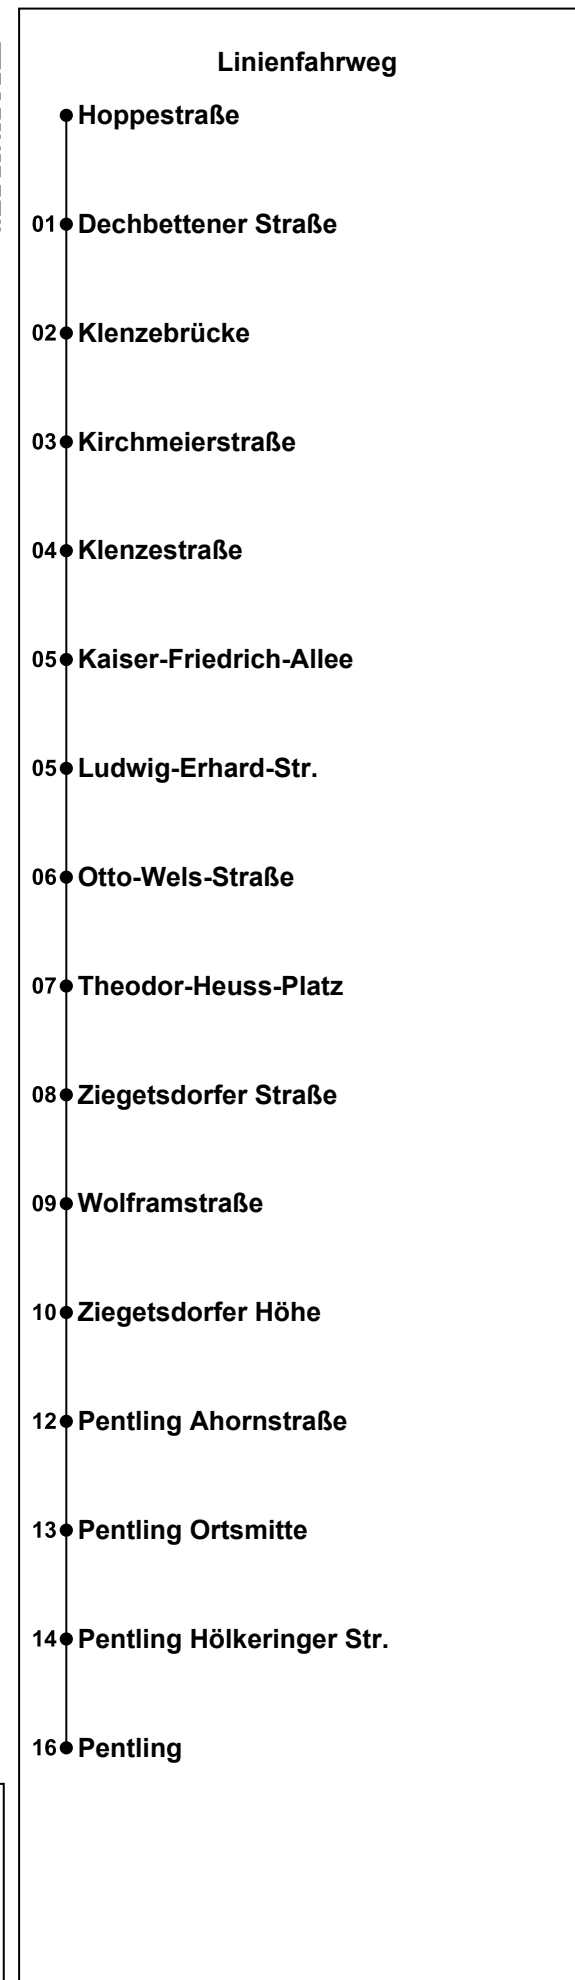 Linienfahrweg
Hoppestraße
01 Dechbettener Straße
02 Klenzebrücke
03 Kirchmeierstraße
04 Klenzestraße
05 Kaiser-Friedrich-Allee
05 Ludwig-Erhard-Str.
06 Otto-Wels-Straße
07 Theodor-Heuss-Platz
08 Ziegetsdorfer Straße
09 Wolframstraße
10 Ziegetsdorfer Höhe
12 Pentling Ahornstraße
13 Pentling Ortsmitte
14 Pentling Hölkeringer Str.
16 Pentling